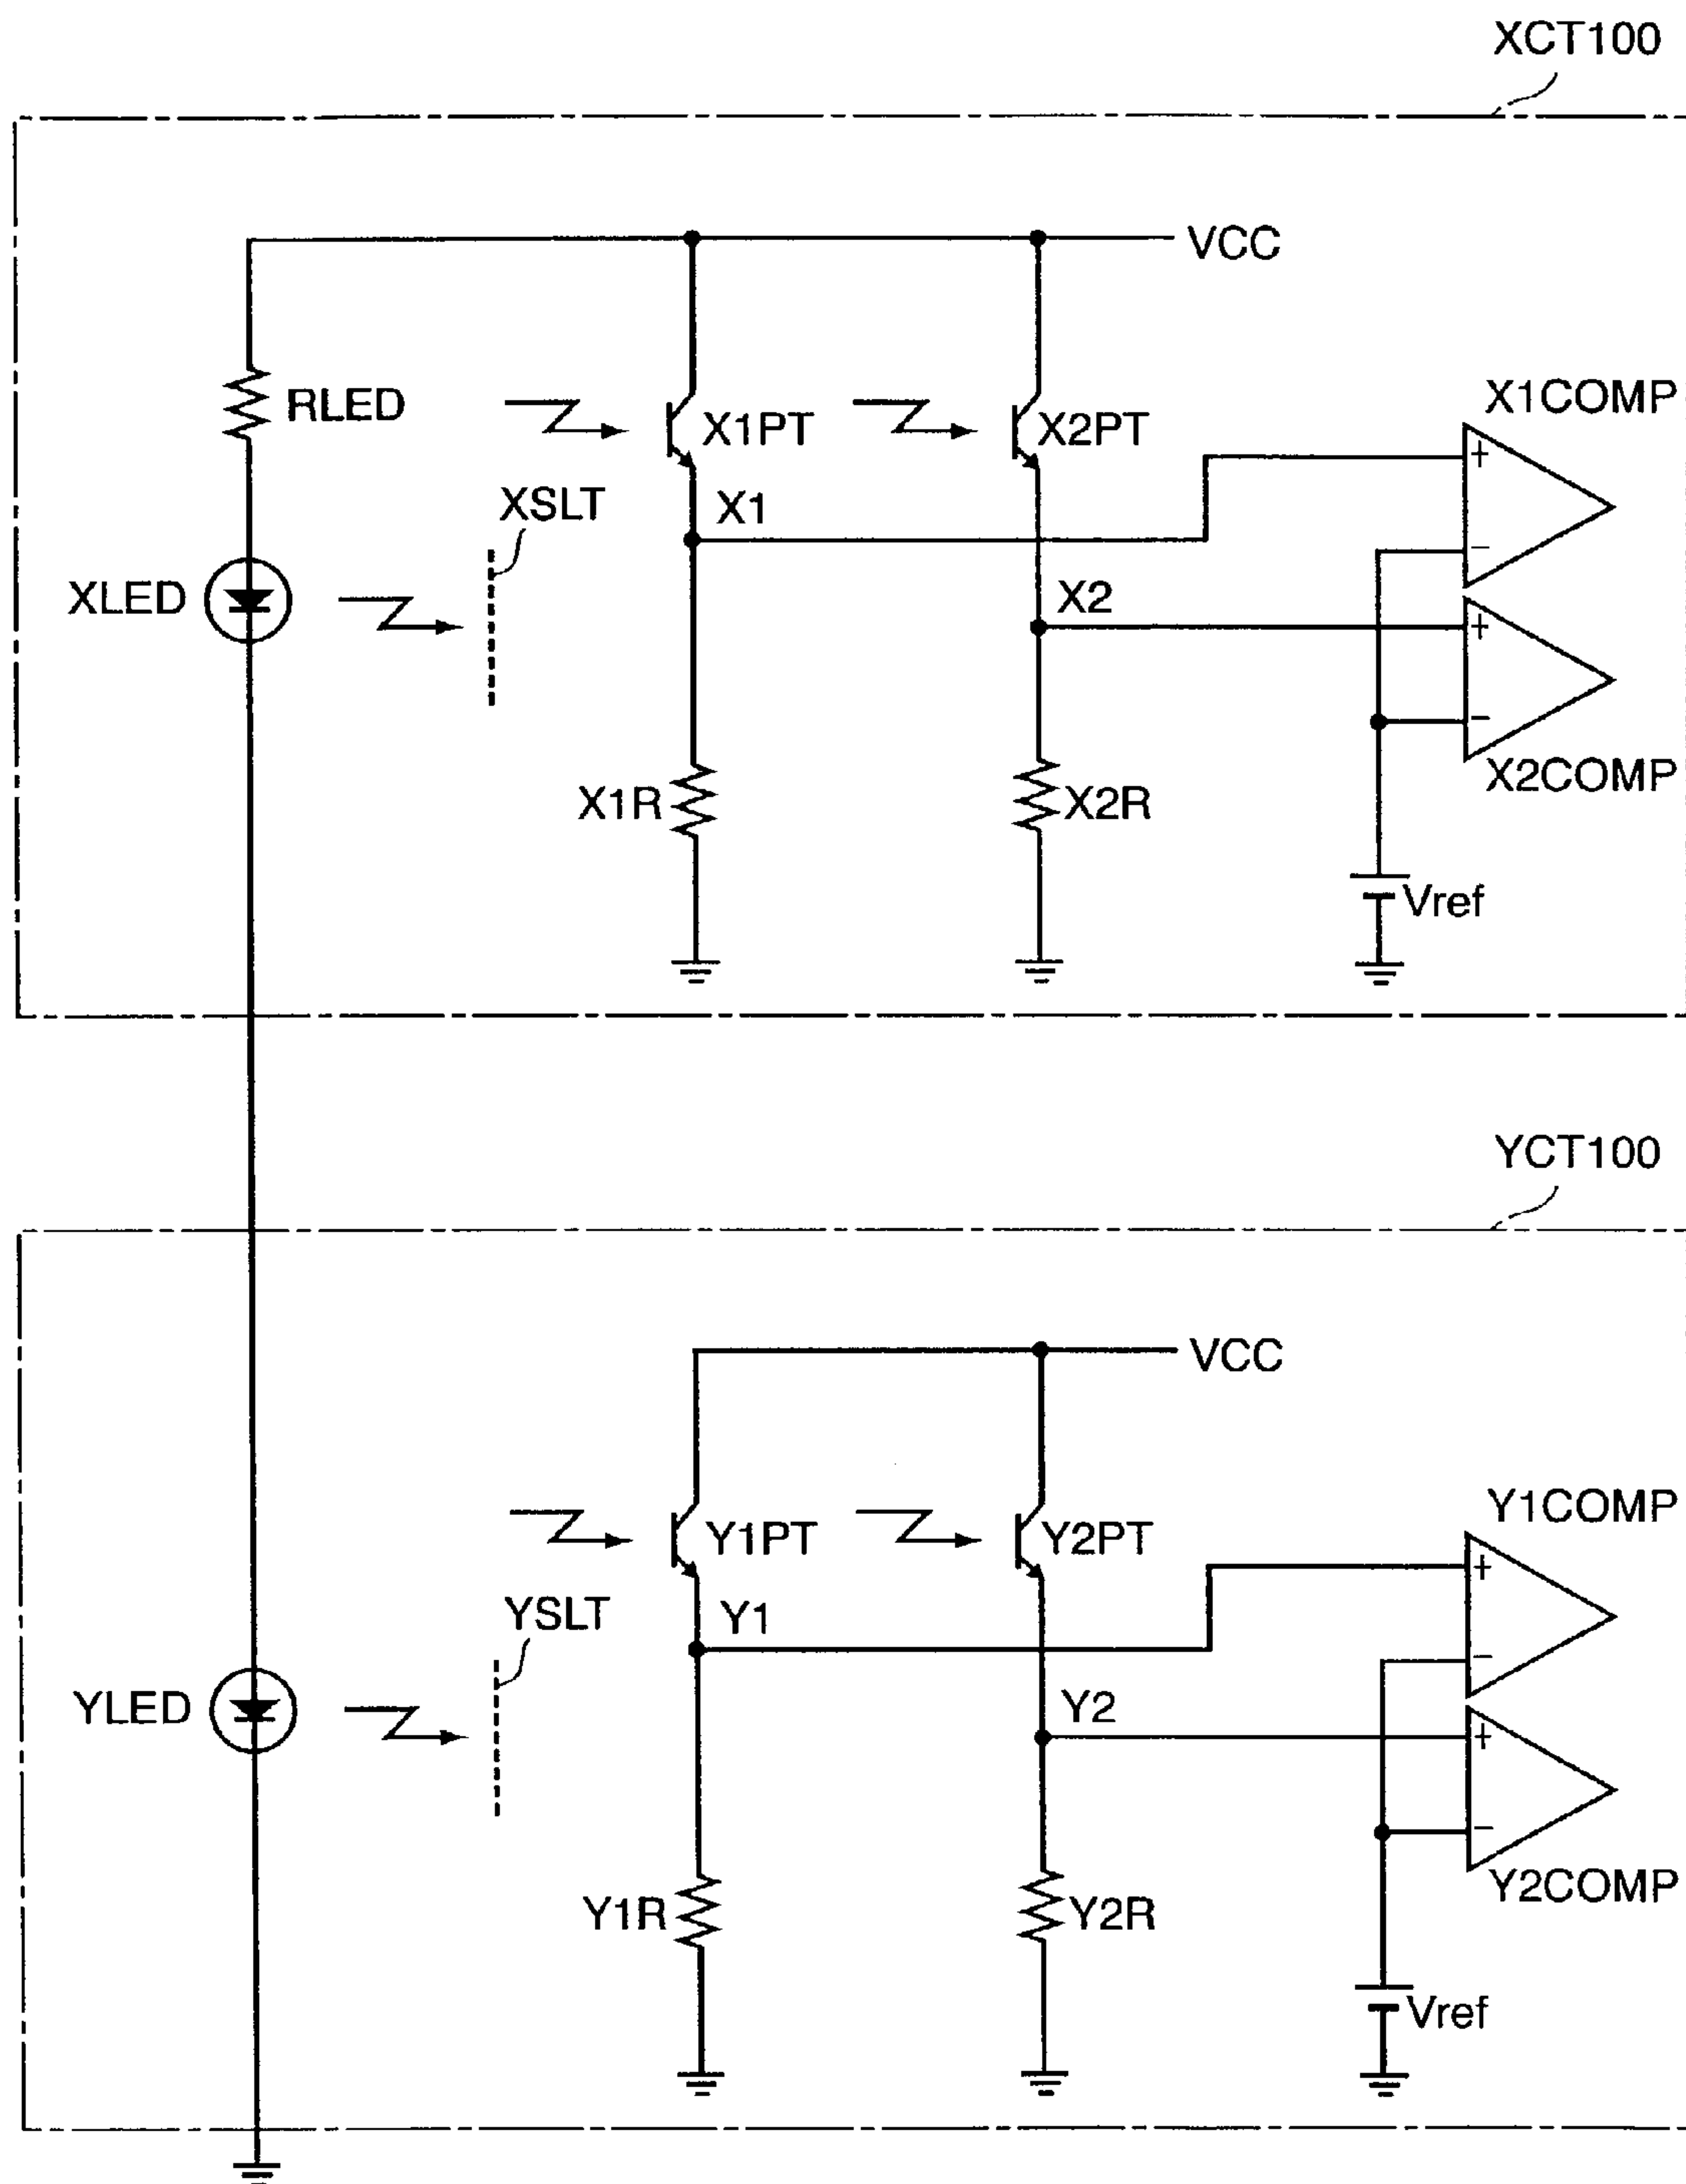 XCT100
VCC
RLED
X1PT
X2PT
X1COMP
XSLT
X1
+
−
XLED
X2
+
−
X1R
X2R
X2COMP
Vref
YCT100
VCC
Y1PT
Y2PT
Y1COMP
YSLT
Y1
+
−
YLED
Y2
+
−
Y1R
Y2R
Y2COMP
Vref